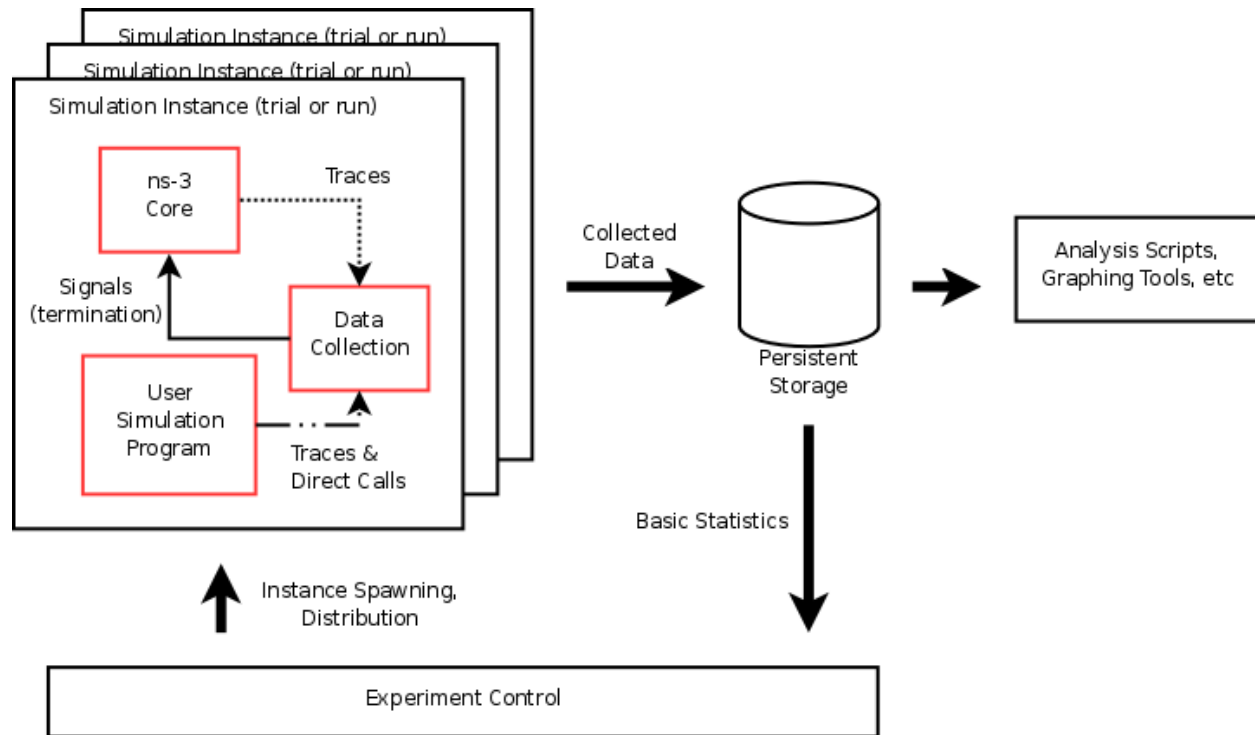 Simulation Instance (trial or run)
Simulation Instance (trial or run)
Simulation Instance (trial or run)
ns-3
Core
Traces
Signals
(termination)
Data
Collection
User
Simulation
Program
Traces &
Direct Calls
Collected
Data
Persistent
Storage
Analysis Scripts,
Graphing Tools, etc
Basic Statistics
Instance Spawning,
Distribution
Experiment Control